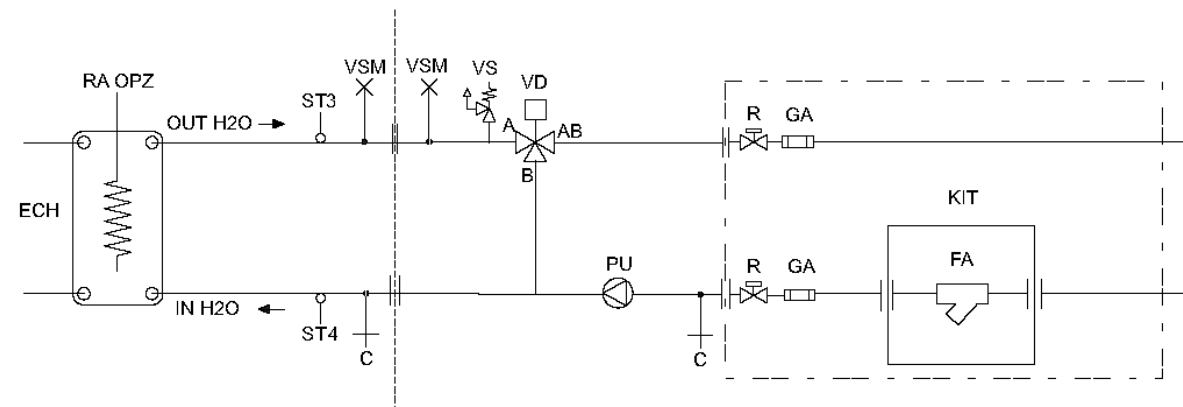 RA OPZ
OUT H2O
ST3
VSM
VSM
VS
VD
A
AB
B
R
GA
ECH
KIT
IN H2O
ST4
C
PU
C
R
GA
FA